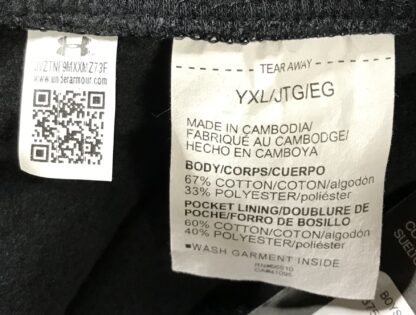 www.underarmour.com
TEAR AWAY
YXL/JTG/EG
MADE IN CAMBODIA/
FABRIQUÉ AU CAMBODGE/
HECHO EN CAMBOYA
BODY/CORPS/CUERPO
67% COTTON/COTON/algodón
33% POLYESTER/poliéster
POCKET LINING/DOUBLURE DE
POCHE/FORRO DE BOSILLO
60% COTTON/COTON/algodón
40% POLYESTER/poliéster
WASH GARMENT INSIDE
BOYS